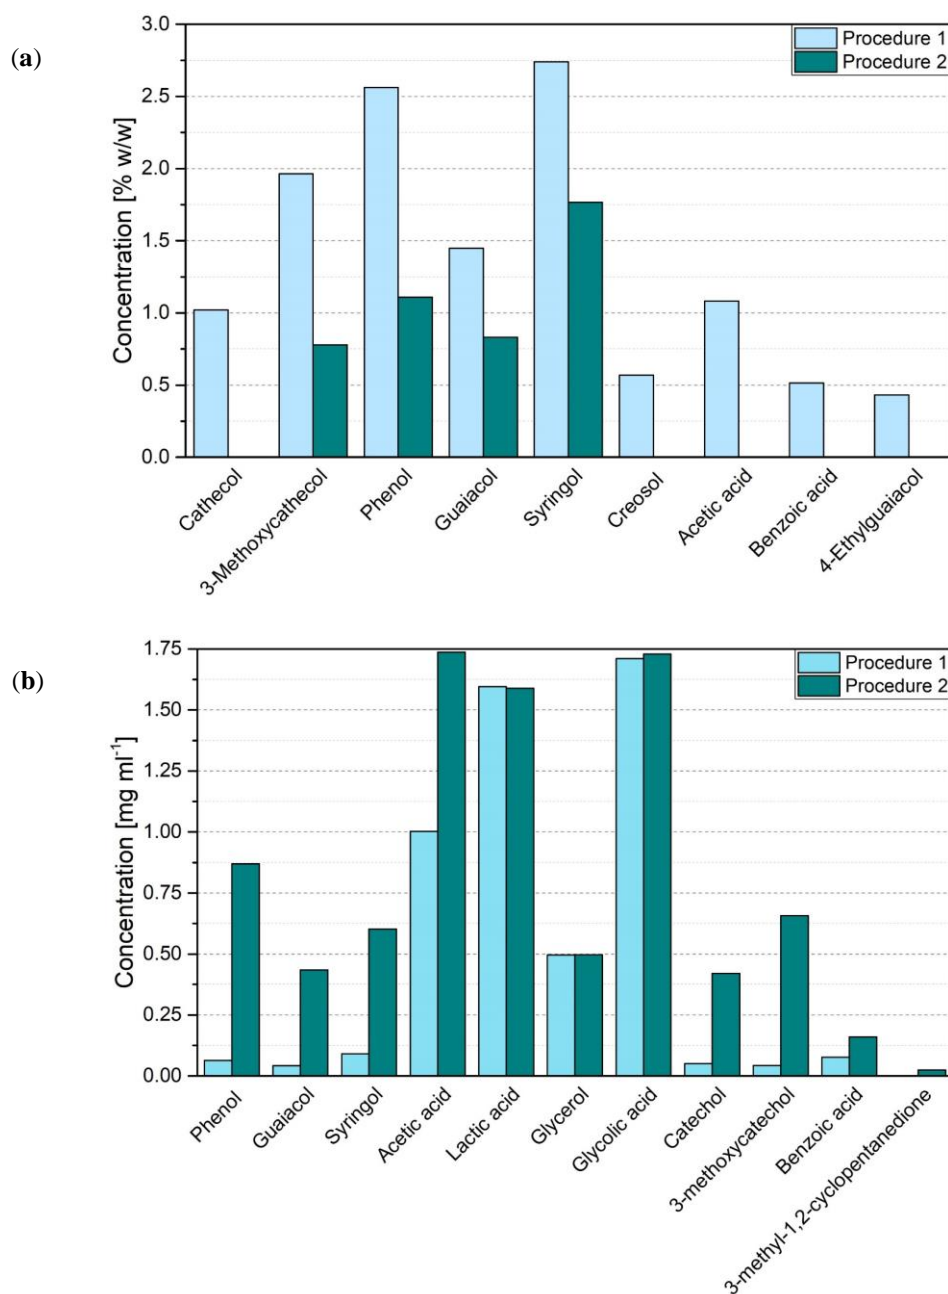 (a)
Concentration [% w/w]
3.0
2.5
2.0
1.5
1.0
0.5
0.0
Procedure 1
Procedure 2
Cathecol
3-Methoxycathecol
Phenol
Guaiacol
Syringol
Creosol
Acetic acid
Benzoic acid
4-Ethylguaiacol
(b)
Concentration [mg ml⁻¹]
1.75
1.50
1.25
1.00
0.75
0.50
0.25
0.00
Procedure 1
Procedure 2
Phenol
Guaiacol
Syringol
Acetic acid
Lactic acid
Glycerol
Glycolic acid
Catechol
3-methoxycatechol
Benzoic acid
3-methyl-1,2-cyclopentanedione